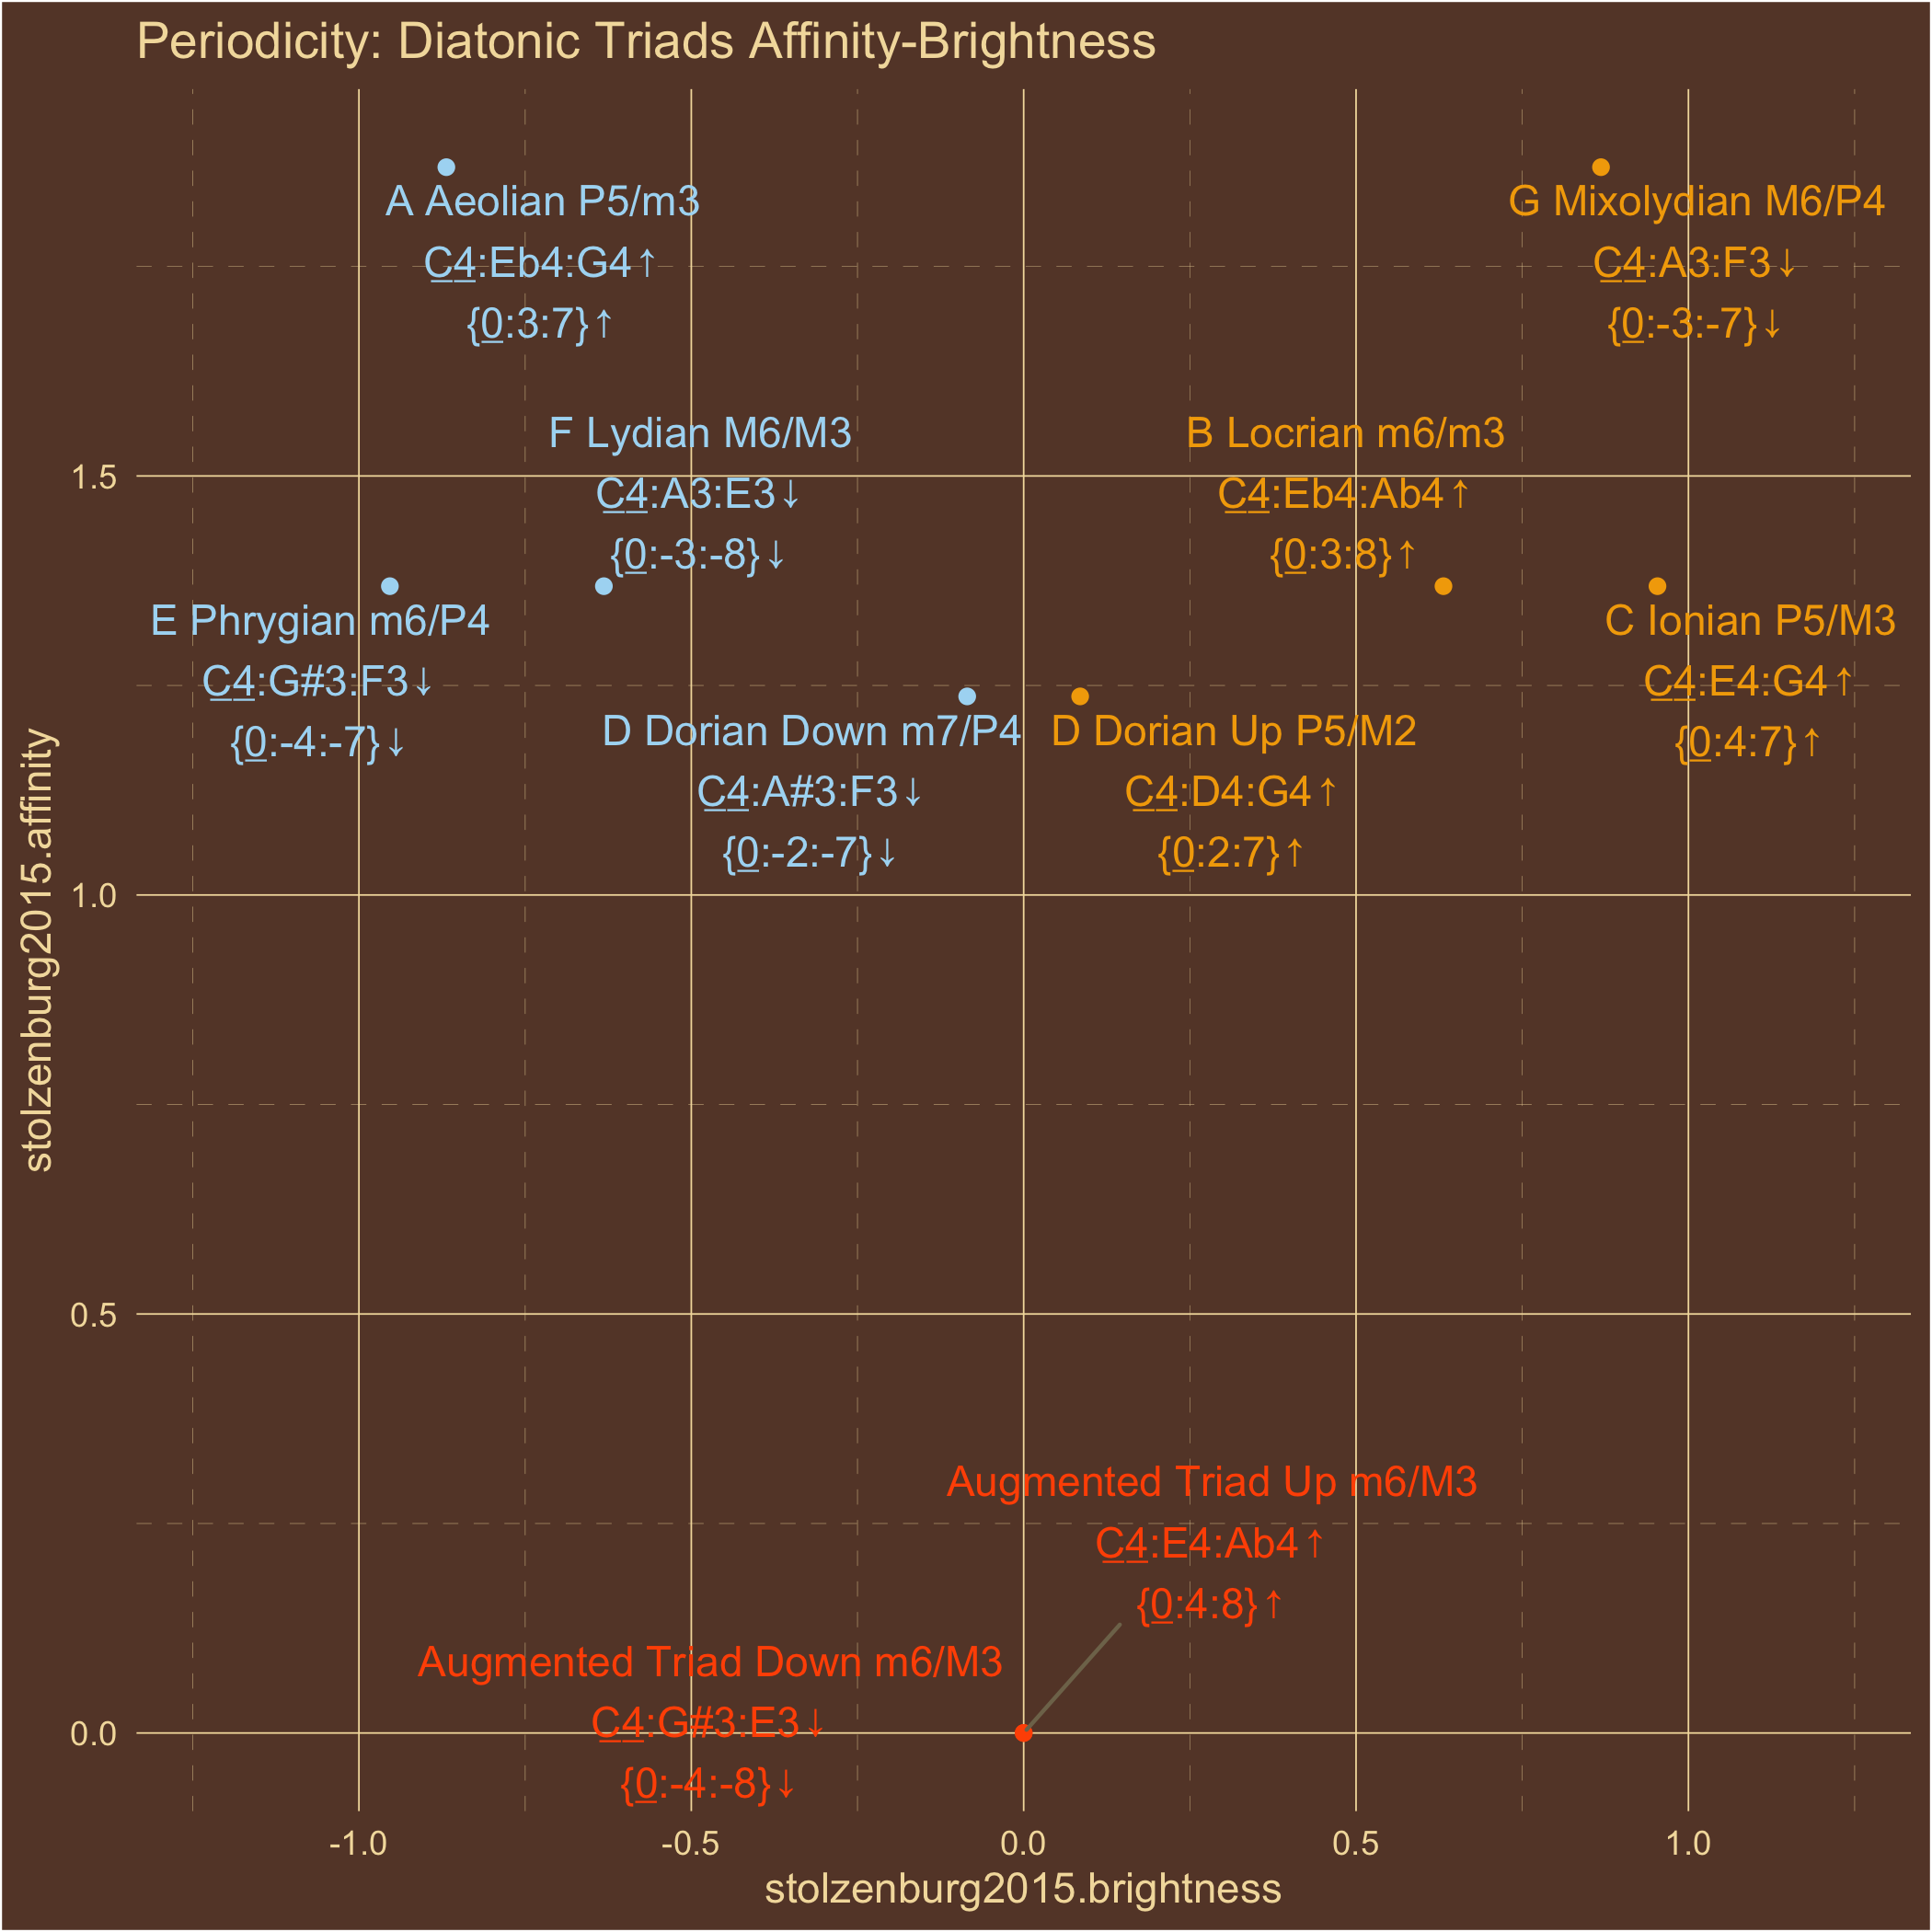 Periodicity: Diatonic Triads Affinity-Brightness
A Aeolian P5/m3
C4:Eb4:G4↑
{0:3:7}↑
G Mixolydian M6/P4
C4:A3:F3↓
{0:-3:-7}↓
F Lydian M6/M3
C4:A3:E3↓
{0:-3:-8}↓
B Locrian m6/m3
C4:Eb4:Ab4↑
{0:3:8}↑
E Phrygian m6/P4
C4:G#3:F3↓
{0:-4:-7}↓
C Ionian P5/M3
C4:E4:G4↑
{0:4:7}↑
D Dorian Down m7/P4
C4:A#3:F3↓
{0:-2:-7}↓
D Dorian Up P5/M2
C4:D4:G4↑
{0:2:7}↑
Augmented Triad Up m6/M3
C4:E4:Ab4↑
{0:4:8}↑
Augmented Triad Down m6/M3
C4:G#3:E3↓
{0:-4:-8}↓
stolzenburg2015.affinity
1.5
1.0
0.5
0.0
-1.0
-0.5
0.0
0.5
1.0
stolzenburg2015.brightness